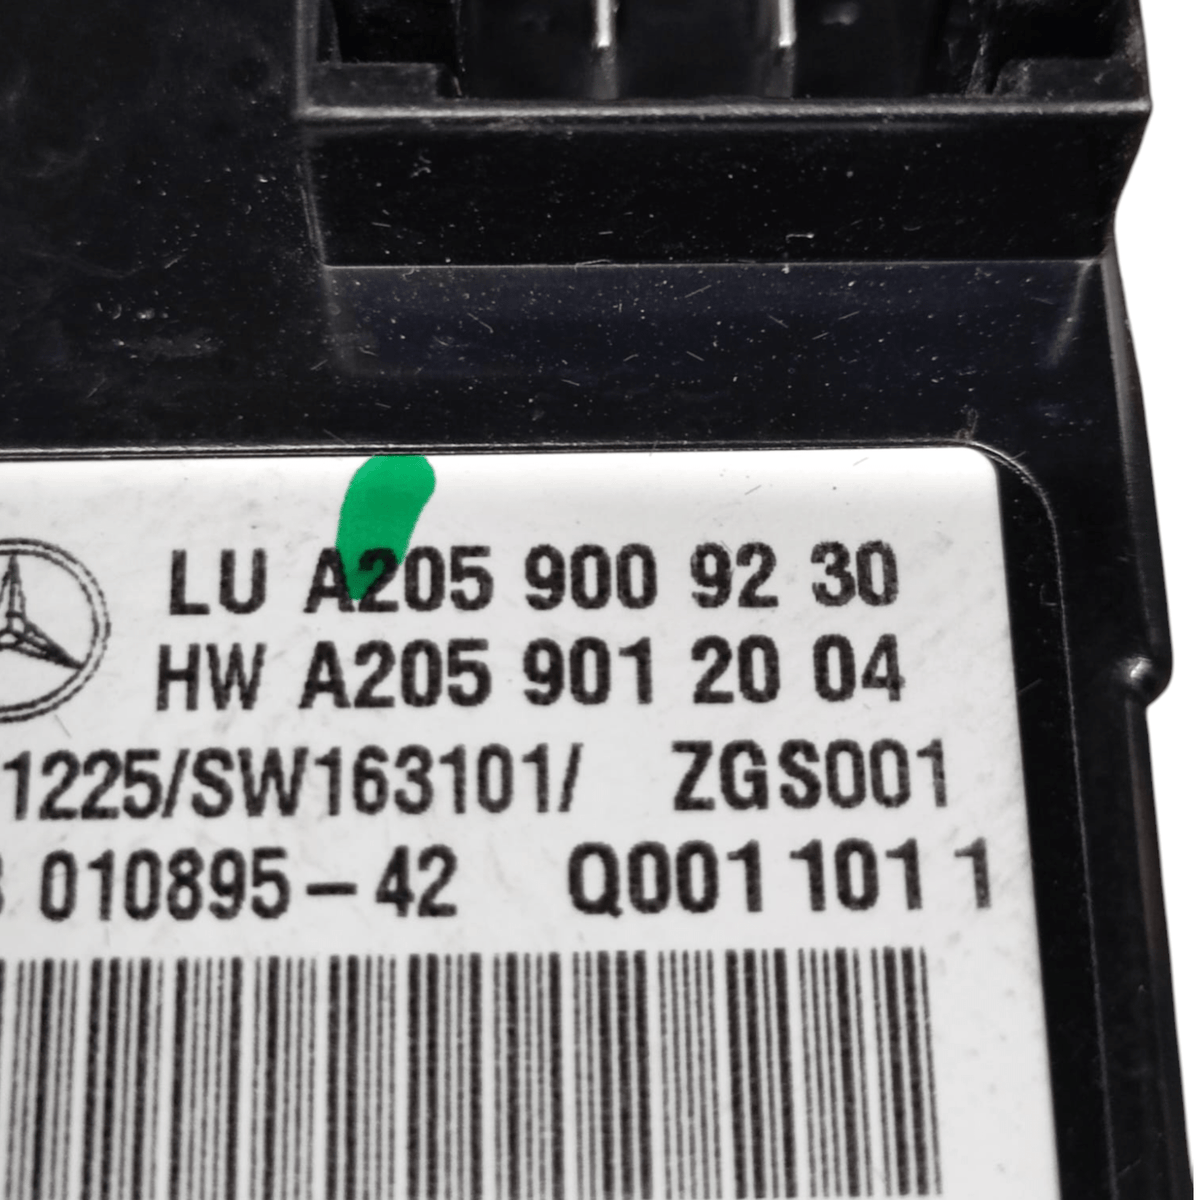 LU A205 900 92 30
HW A205 901 20 04
1225/SW163101/ ZGS001
010895-42 Q001 101 1